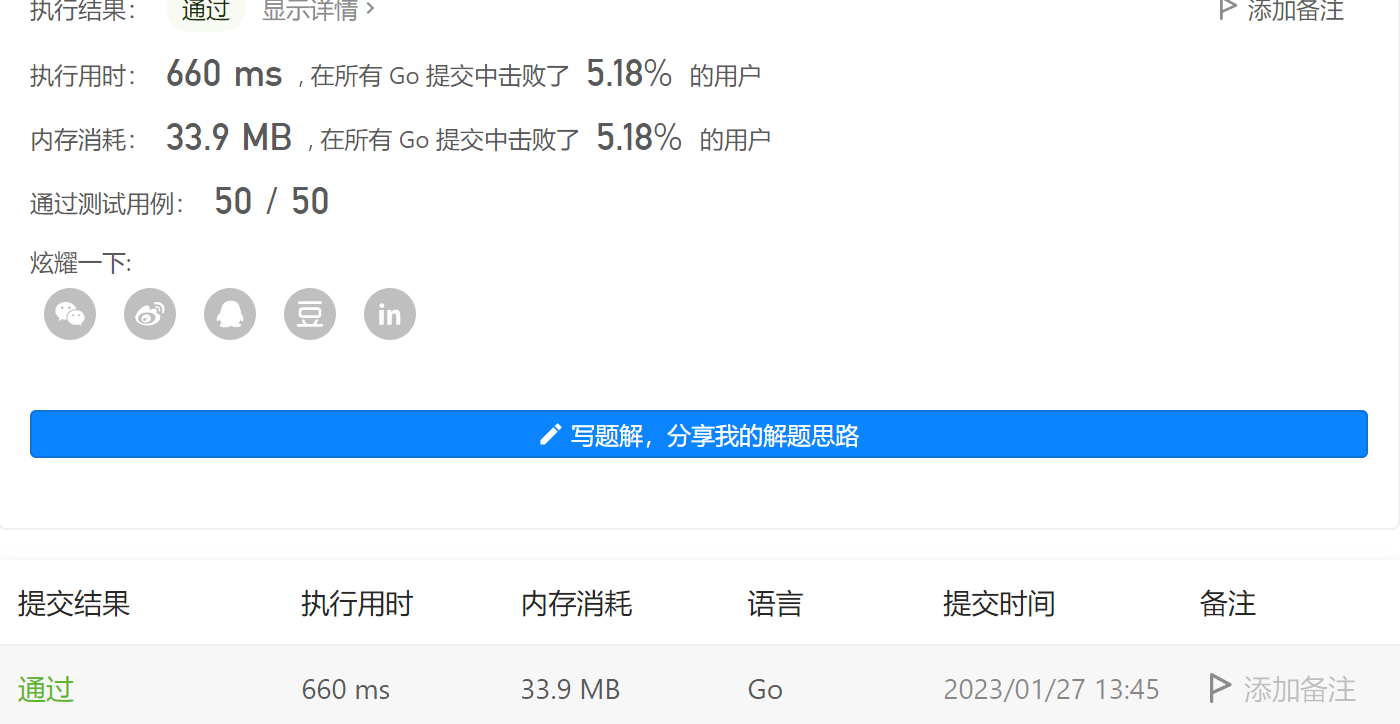 执行结果： 通过 显示详情 > 添加备注
执行用时： 660 ms , 在所有 Go 提交中击败了 5.18% 的用户
内存消耗： 33.9 MB , 在所有 Go 提交中击败了 5.18% 的用户
通过测试用例： 50 / 50
炫耀一下:
豆 in
写题解，分享我的解题思路
提交结果 执行用时 内存消耗 语言 提交时间 备注
通过 660 ms 33.9 MB Go 2023/01/27 13:45 添加备注